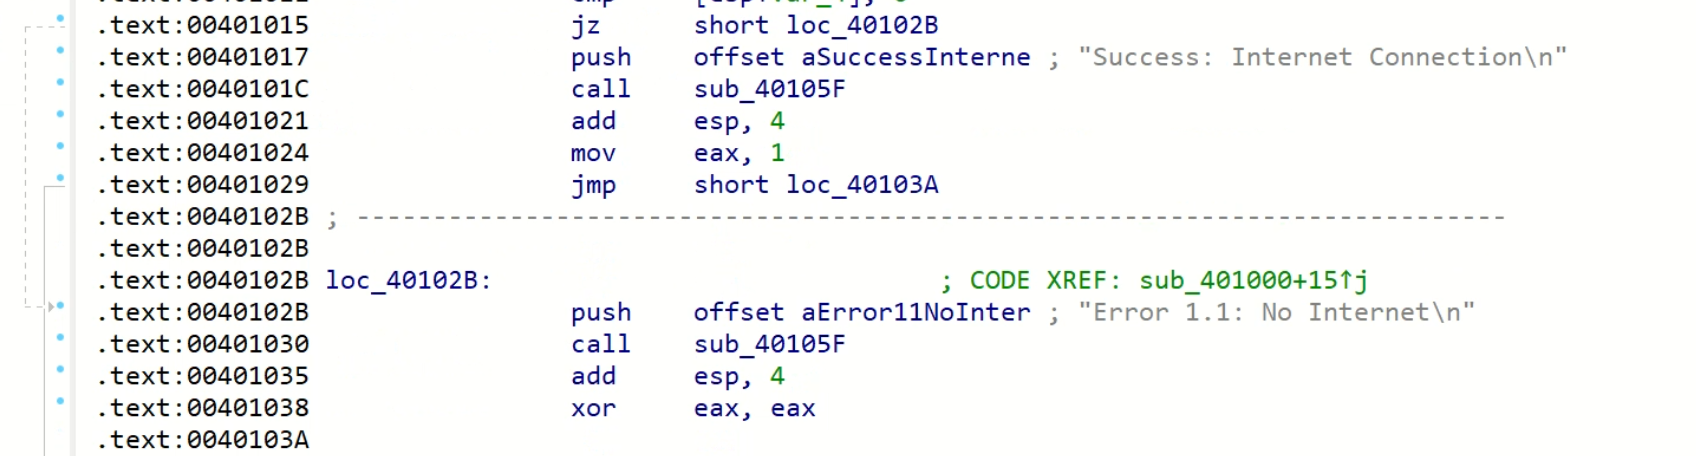 .text:00401015 jz short loc_40102B
.text:00401017 push offset aSuccessInterne ; "Success: Internet Connection\n"
.text:0040101C call sub_40105F
.text:00401021 add esp, 4
.text:00401024 mov eax, 1
.text:00401029 jmp short loc_40103A
.text:0040102B ; ---------------------------------------------------------------------------
.text:0040102B
.text:0040102B loc_40102B: ; CODE XREF: sub_401000+15↑j
.text:0040102B push offset aError11NoInter ; "Error 1.1: No Internet\n"
.text:00401030 call sub_40105F
.text:00401035 add esp, 4
.text:00401038 xor eax, eax
.text:0040103A